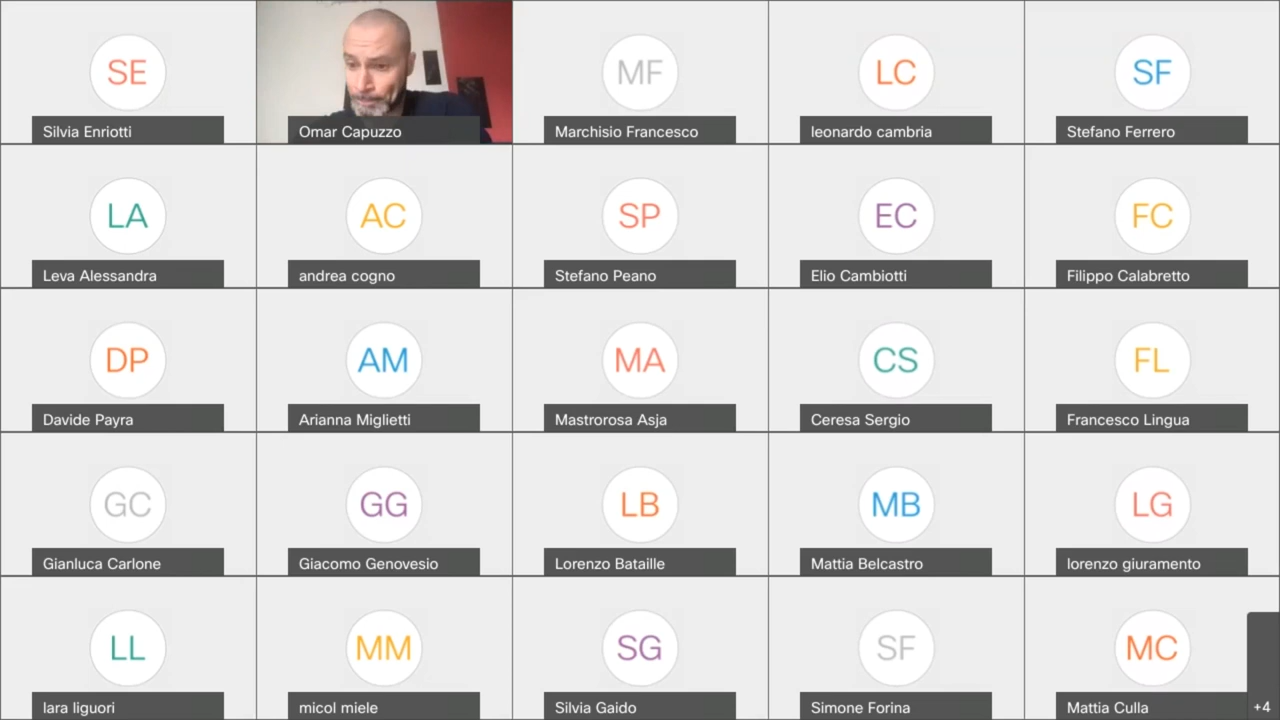 SE
Silvia Enriotti
Omar Capuzzo
MF
Marchisio Francesco
LC
leonardo cambria
SF
Stefano Ferrero
LA
Leva Alessandra
AC
andrea cogno
SP
Stefano Peano
EC
Elio Cambiotti
FC
Filippo Calabretto
DP
Davide Payra
AM
Arianna Miglietti
MA
Mastrorosa Asja
CS
Ceresa Sergio
FL
Francesco Lingua
GC
Gianluca Carlone
GG
Giacomo Genovesio
LB
Lorenzo Bataille
MB
Mattia Belcastro
LG
lorenzo giuramento
LL
lara liguori
MM
micol miele
SG
Silvia Gaido
SF
Simone Forina
MC
Mattia Culla
+4